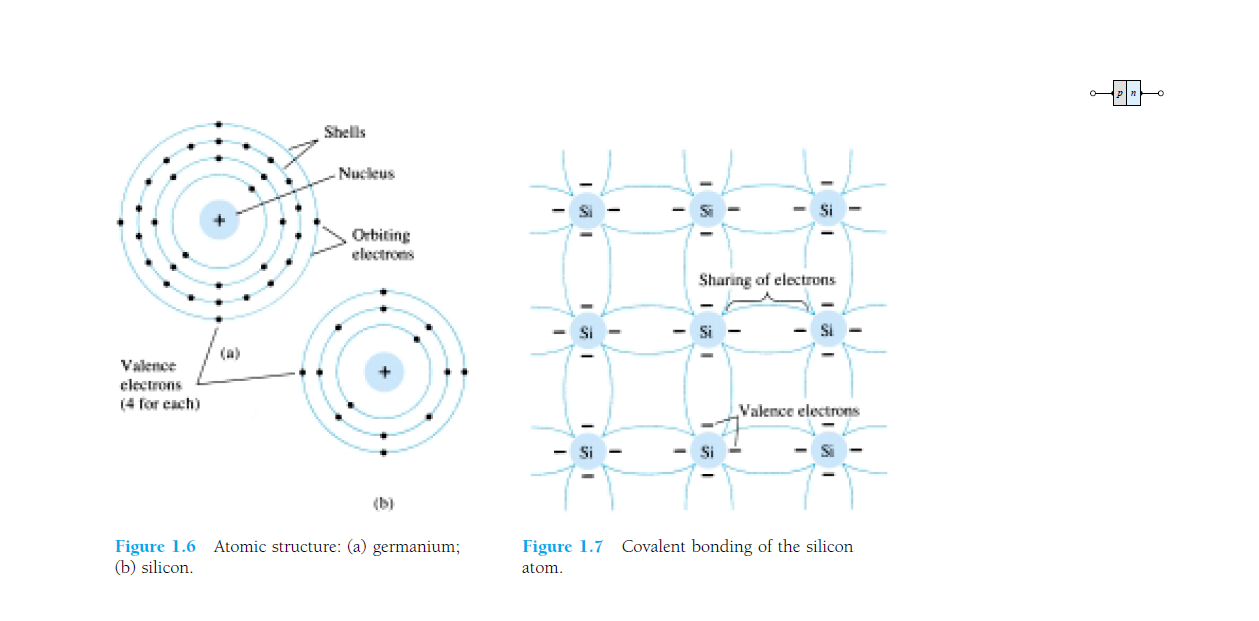 Shells
Nucleus
+
Orbiting
electrons
(a)
Valence
electrons
(4 for each)
+
(b)
Figure 1.6 Atomic structure: (a) germanium;
(b) silicon.
Si Si Si
Sharing of electrons
Si Si Si
Valence electrons
Si Si Si
Figure 1.7 Covalent bonding of the silicon
atom.
p n